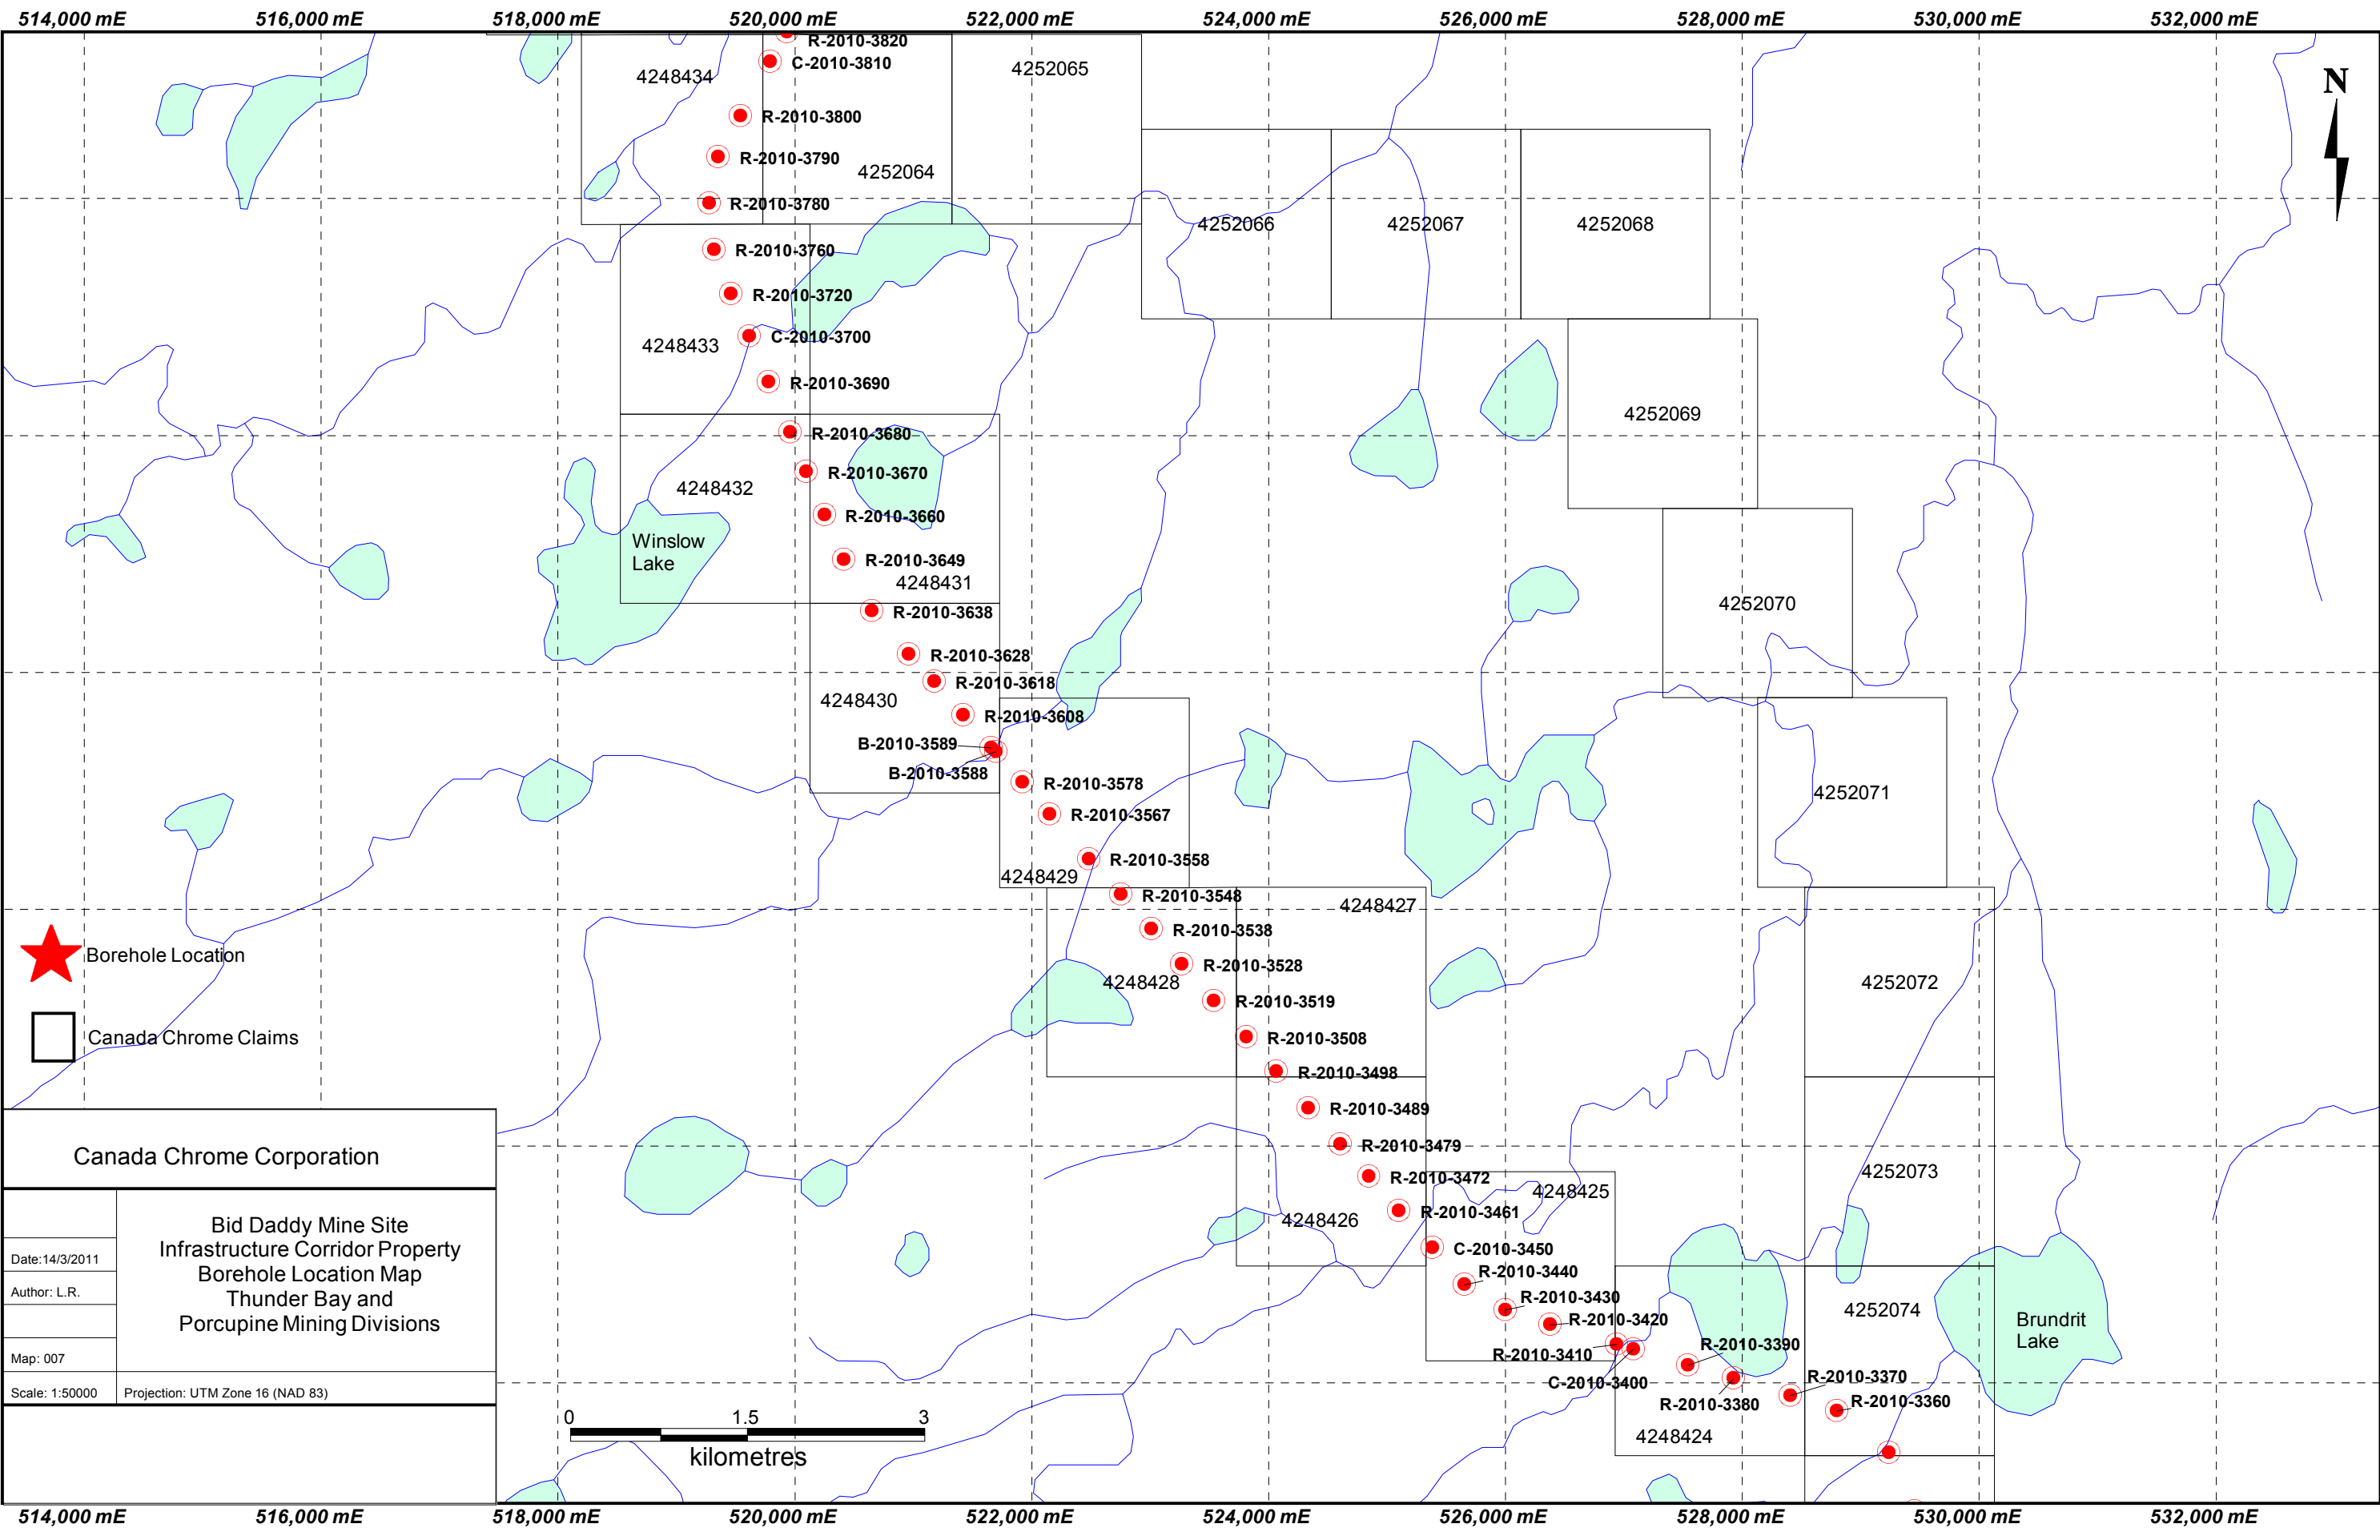 514,000 mE 516,000 mE 518,000 mE 520,000 mE 522,000 mE 524,000 mE 526,000 mE 528,000 mE 530,000 mE 532,000 mE
R-2010-3820
C-2010-3810
4248434
4252065
N
R-2010-3800
R-2010-3790
4252064
R-2010-3780
4252066
4252067
4252068
R-2010-3760
R-2010-3720
C-2010-3700
4248433
R-2010-3690
4252069
R-2010-3680
R-2010-3670
4248432
R-2010-3660
Winslow
Lake
R-2010-3649
4248431
4252070
R-2010-3638
R-2010-3628
R-2010-3618
4248430
R-2010-3608
B-2010-3589
B-2010-3588
R-2010-3578
4252071
R-2010-3567
R-2010-3558
4248429
R-2010-3548
4248427
R-2010-3538
Borehole Location
R-2010-3528
4248428
4252072
R-2010-3519
R-2010-3508
Canada Chrome Claims
R-2010-3498
R-2010-3489
R-2010-3479
4252073
R-2010-3472
4248425
R-2010-3461
4248426
C-2010-3450
R-2010-3440
R-2010-3430
4252074
R-2010-3420
Brundrit
Lake
R-2010-3390
R-2010-3410
R-2010-3370
C-2010-3400
R-2010-3380
R-2010-3360
4248424
Canada Chrome Corporation
Bid Daddy Mine Site
Infrastructure Corridor Property
Borehole Location Map
Thunder Bay and
Porcupine Mining Divisions
Date:14/3/2011
Author: L.R.
Map: 007
Scale: 1:50000
Projection: UTM Zone 16 (NAD 83)
0 1.5 3
kilometres
514,000 mE 516,000 mE 518,000 mE 520,000 mE 522,000 mE 524,000 mE 526,000 mE 528,000 mE 530,000 mE 532,000 mE